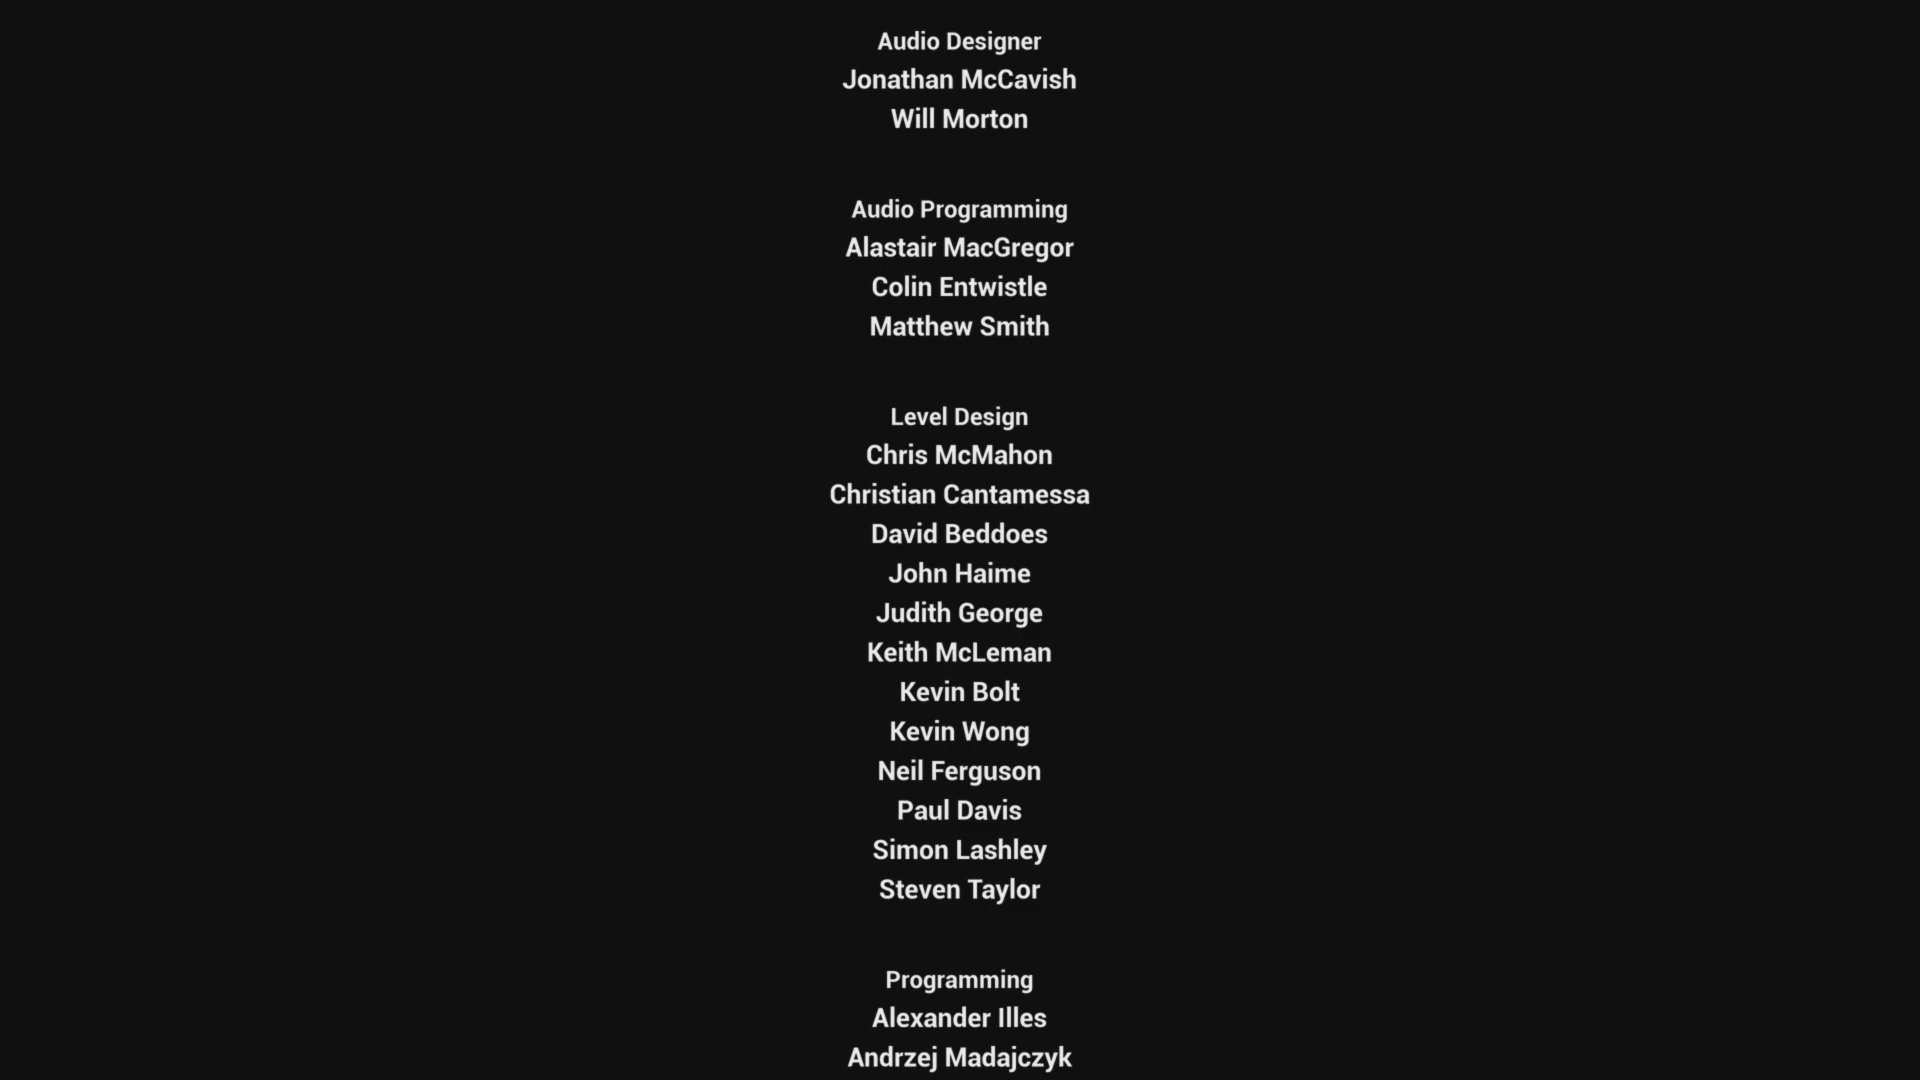 Audio Designer
Jonathan McCavish
Will Morton
Audio Programming
Alastair MacGregor
Colin Entwistle
Matthew Smith
Level Design
Chris McMahon
Christian Cantamessa
David Beddoes
John Haime
Judith George
Keith McLeman
Kevin Bolt
Kevin Wong
Neil Ferguson
Paul Davis
Simon Lashley
Steven Taylor
Programming
Alexander Illes
Andrzej Madajczyk